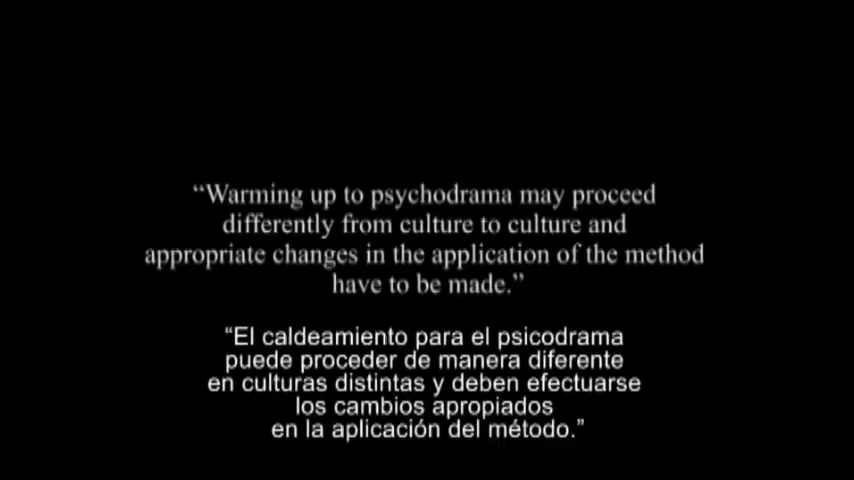 “Warming up to psychodrama may proceed
differently from culture to culture and
appropriate changes in the application of the method
have to be made.”
“El caldeamiento para el psicodrama
puede proceder de manera diferente
en culturas distintas y deben efectuarse
los cambios apropiados
en la aplicación del método.”